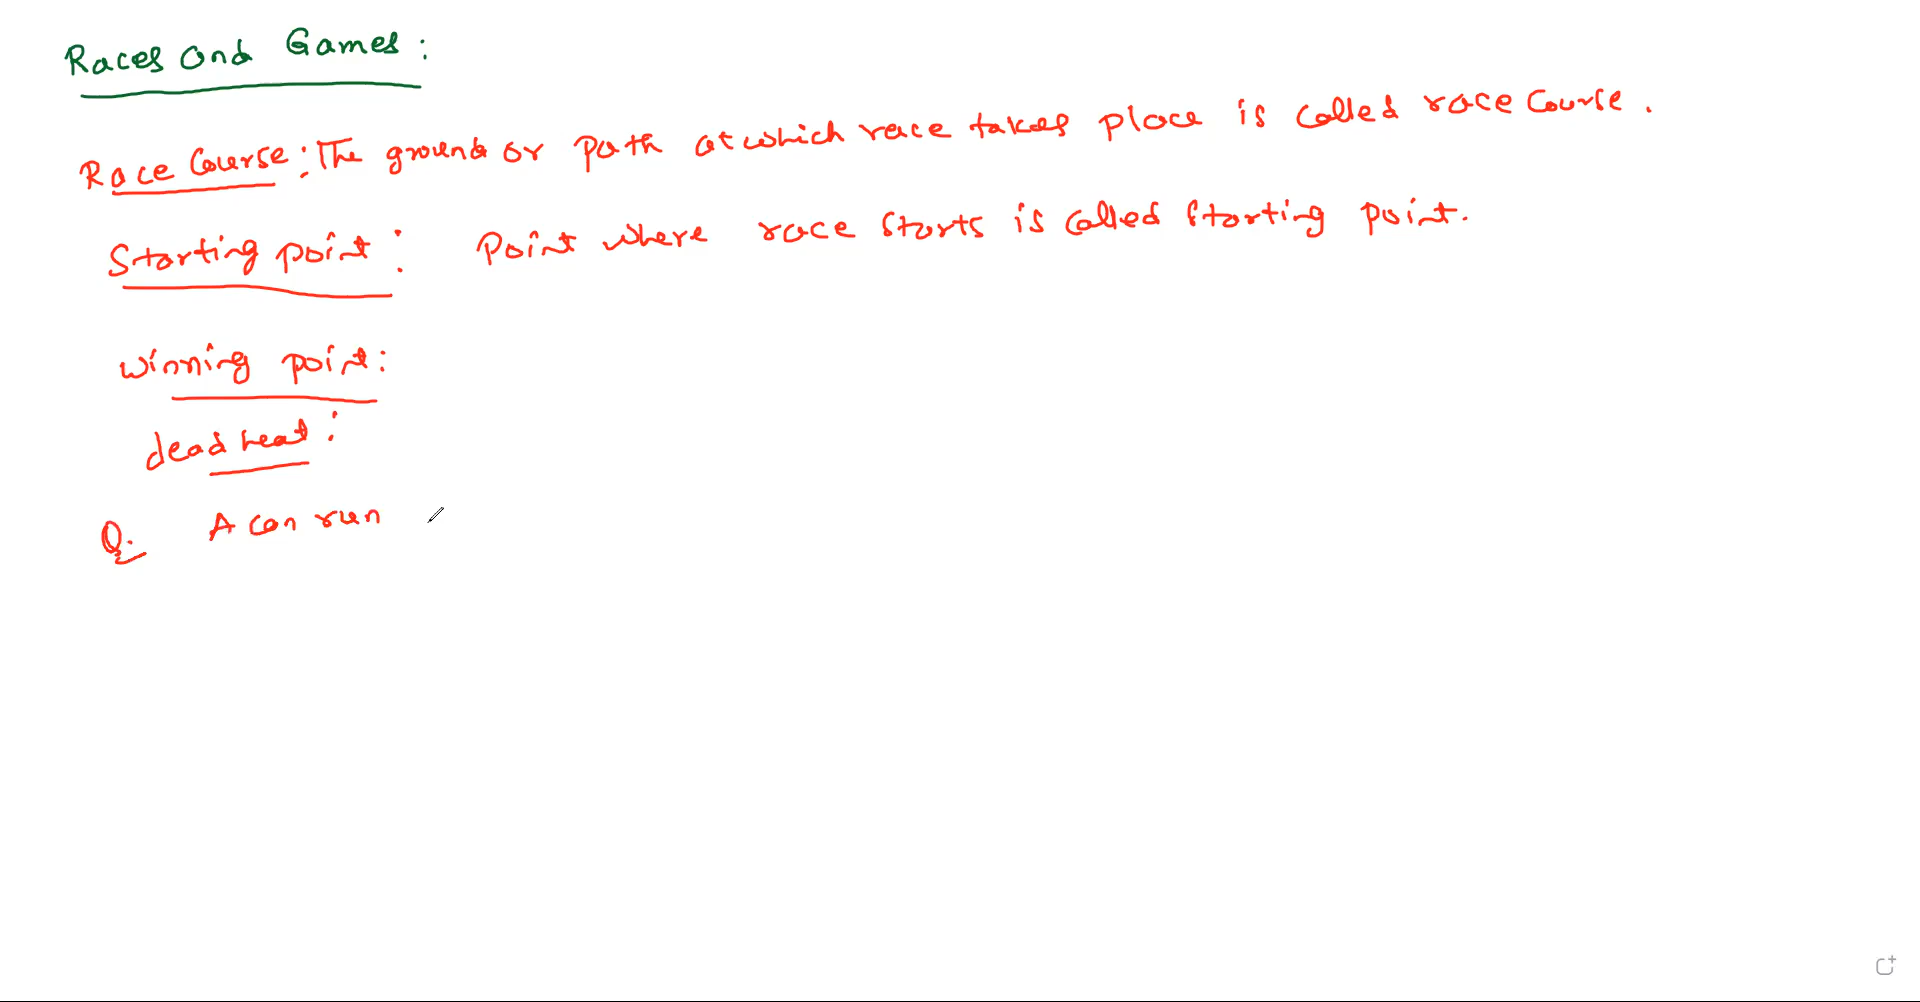 Races and Games:
Race Course: The ground or path at which race takes place is called race course.
Starting point: Point where race starts is called starting point.
winning point:
dead heat:
Q. A can run